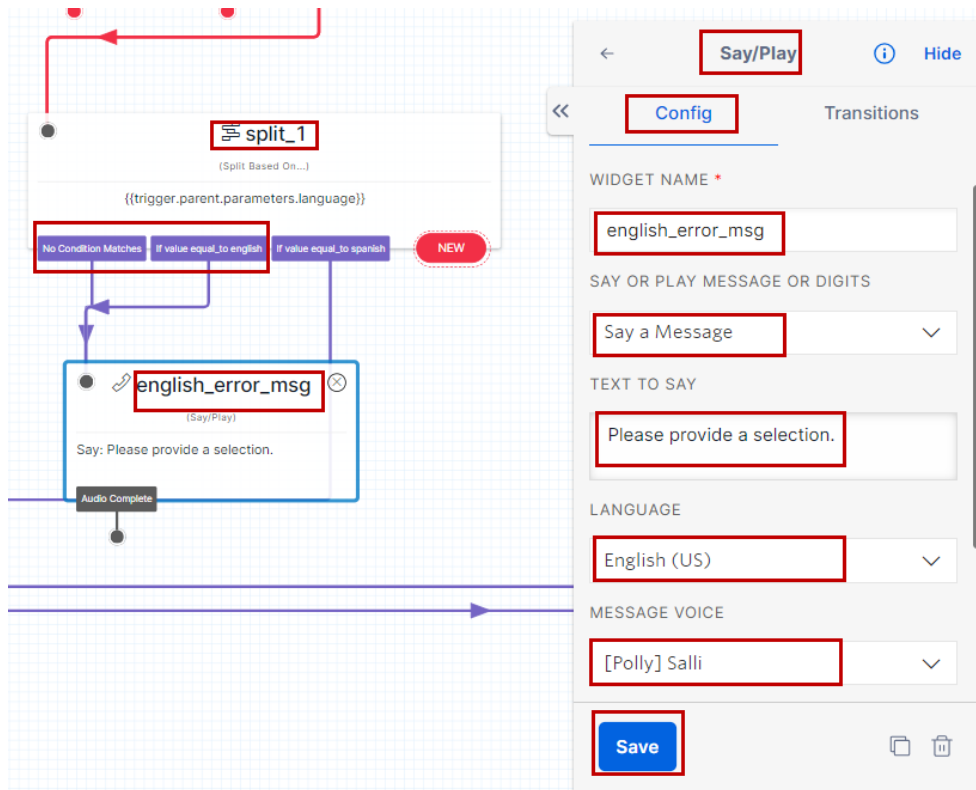 split_1
(Split Based On...)
{{trigger.parent.parameters.language}}
No Condition Matches
If value equal_to english
If value equal_to spanish
NEW
english_error_msg
(Say/Play)
Say: Please provide a selection.
Audio Complete
Say/Play
Hide
Config
Transitions
WIDGET NAME *
english_error_msg
SAY OR PLAY MESSAGE OR DIGITS
Say a Message
TEXT TO SAY
Please provide a selection.
LANGUAGE
English (US)
MESSAGE VOICE
[Polly] Salli
Save